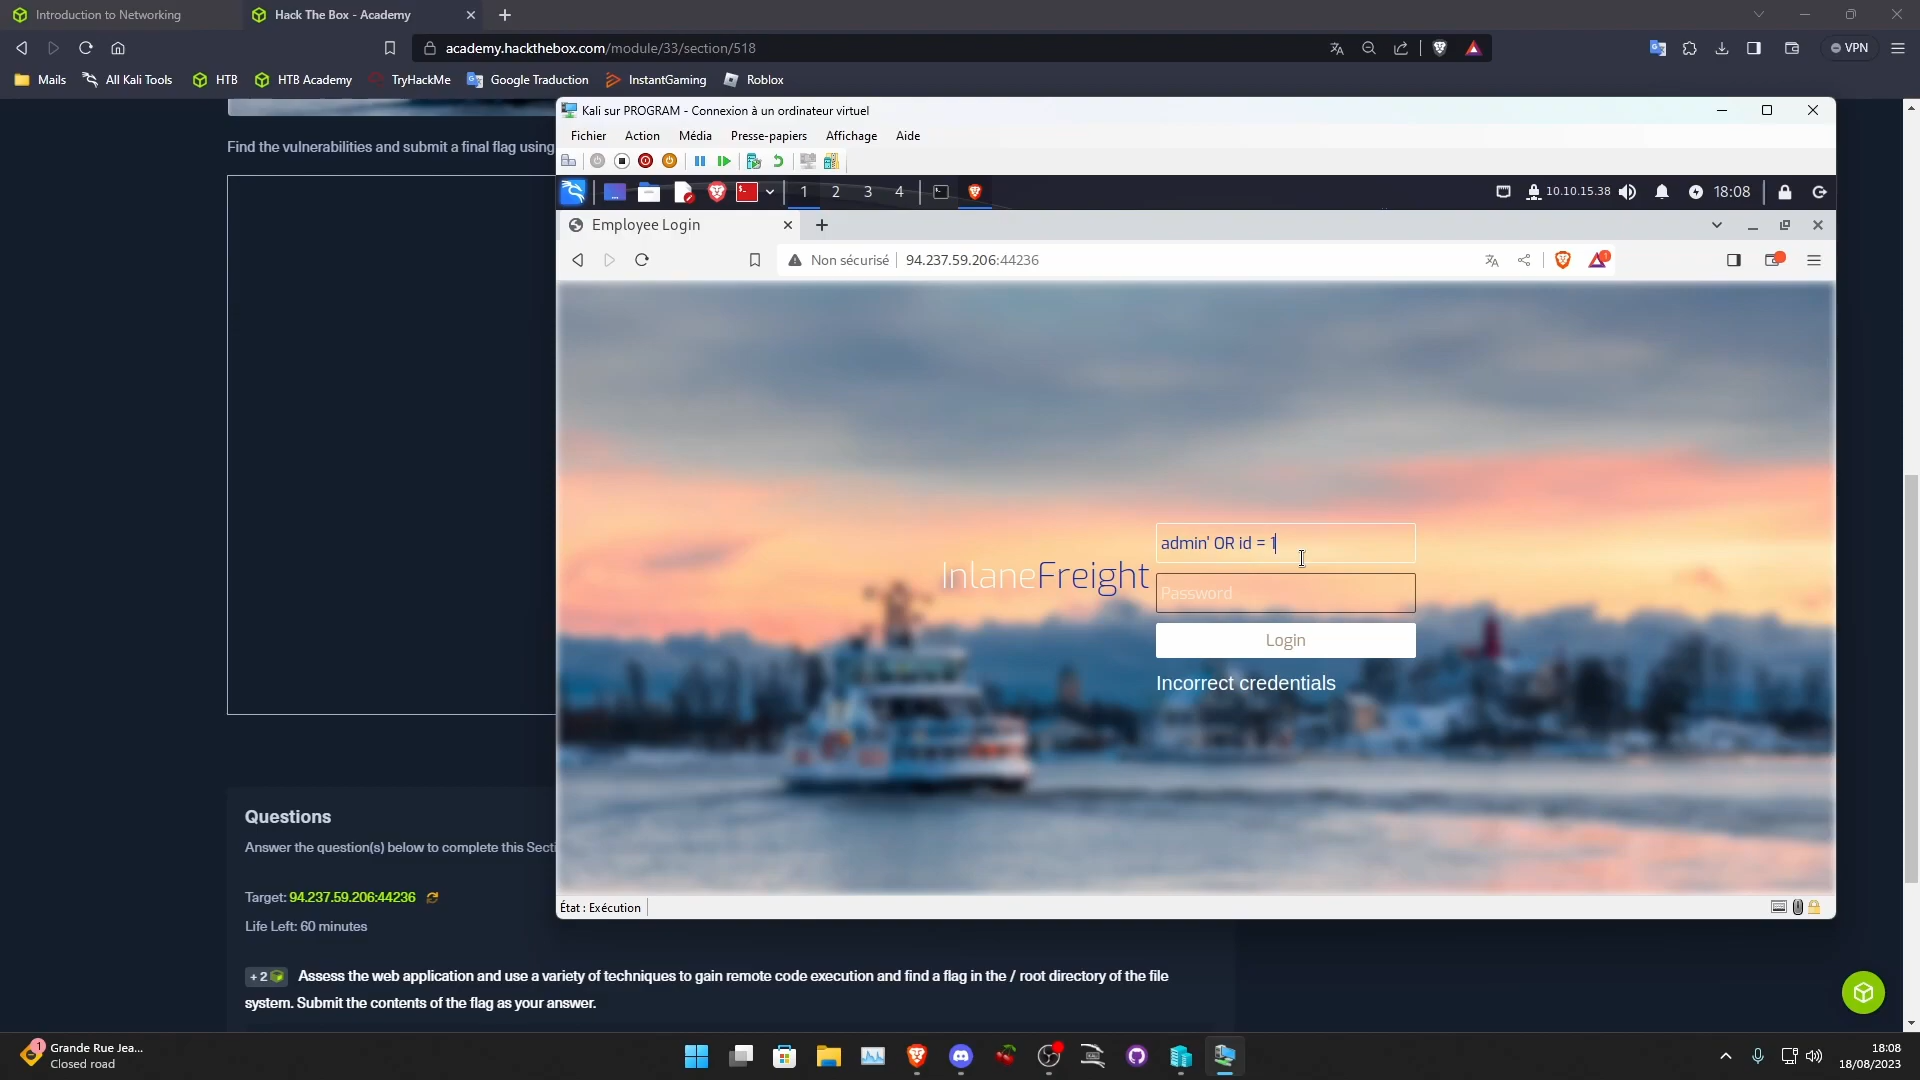 Introduction to Networking
Hack The Box - Academy
academy.hackthebox.com/module/33/section/518
VPN
Mails
All Kali Tools
HTB
HTB Academy
TryHackMe
Google Traduction
InstantGaming
Roblox
Find the vulnerabilities and submit a final flag using
Kali sur PROGRAM - Connexion à un ordinateur virtuel
Fichier
Action
Média
Presse-papiers
Affichage
Aide
1
2
3
4
10.10.15.38
18:08
Employee Login
Non sécurisé
94.237.59.206:44236
1
admin' OR id = 1
InlaneFreight
Password
Login
Incorrect credentials
État : Exécution
Questions
Answer the question(s) below to complete this Secti
Target: 94.237.59.206:44236
Life Left: 60 minutes
+ 2
Assess the web application and use a variety of techniques to gain remote code execution and find a flag in the / root directory of the file
system. Submit the contents of the flag as your answer.
1
Grande Rue Jea...
Closed road
18:08
18/08/2023